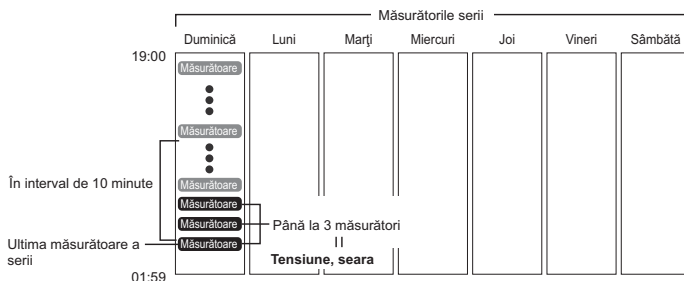 Măsurătorile serii
Duminică Luni Marţi Miercuri Joi Vineri Sâmbătă
19:00
Măsurătoare
Măsurătoare
În interval de 10 minute
Măsurătoare
Măsurătoare
Măsurătoare
Până la 3 măsurători
Ultima măsurătoare a
serii
Măsurătoare
=
Tensiune, seara
01:59